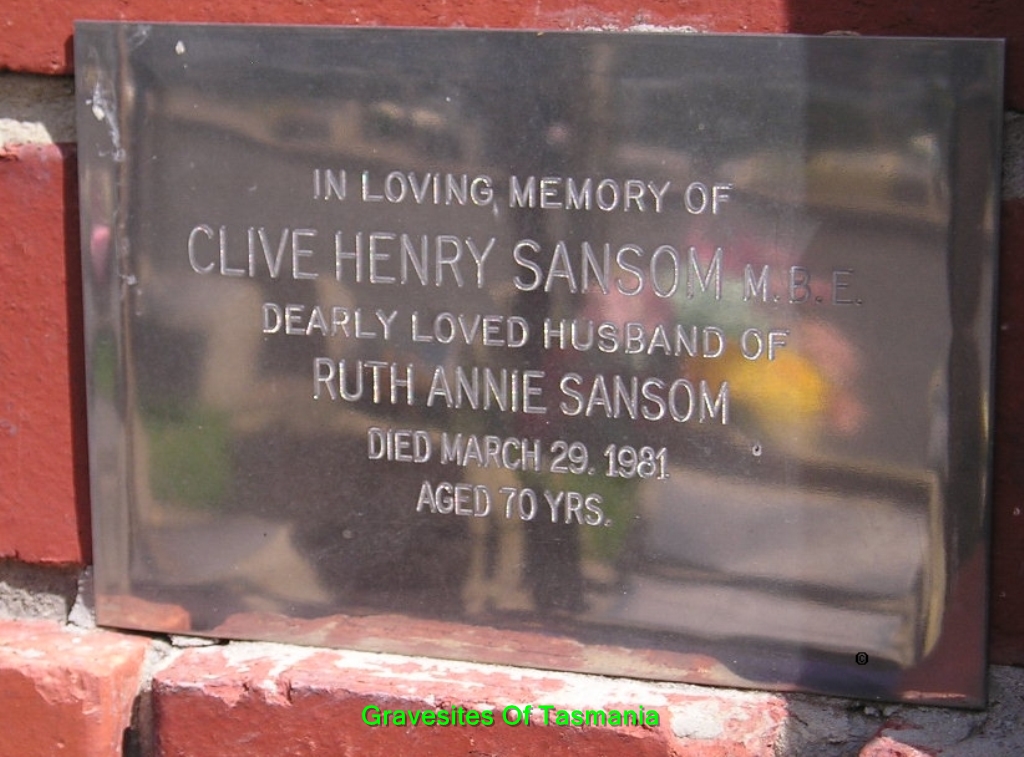 IN LOVING MEMORY OF
CLIVE HENRY SANSOM M.B.E.
DEARLY LOVED HUSBAND OF
RUTH ANNIE SANSOM
DIED MARCH 29. 1981
AGED 70 YRS.
©
Gravesites Of Tasmania